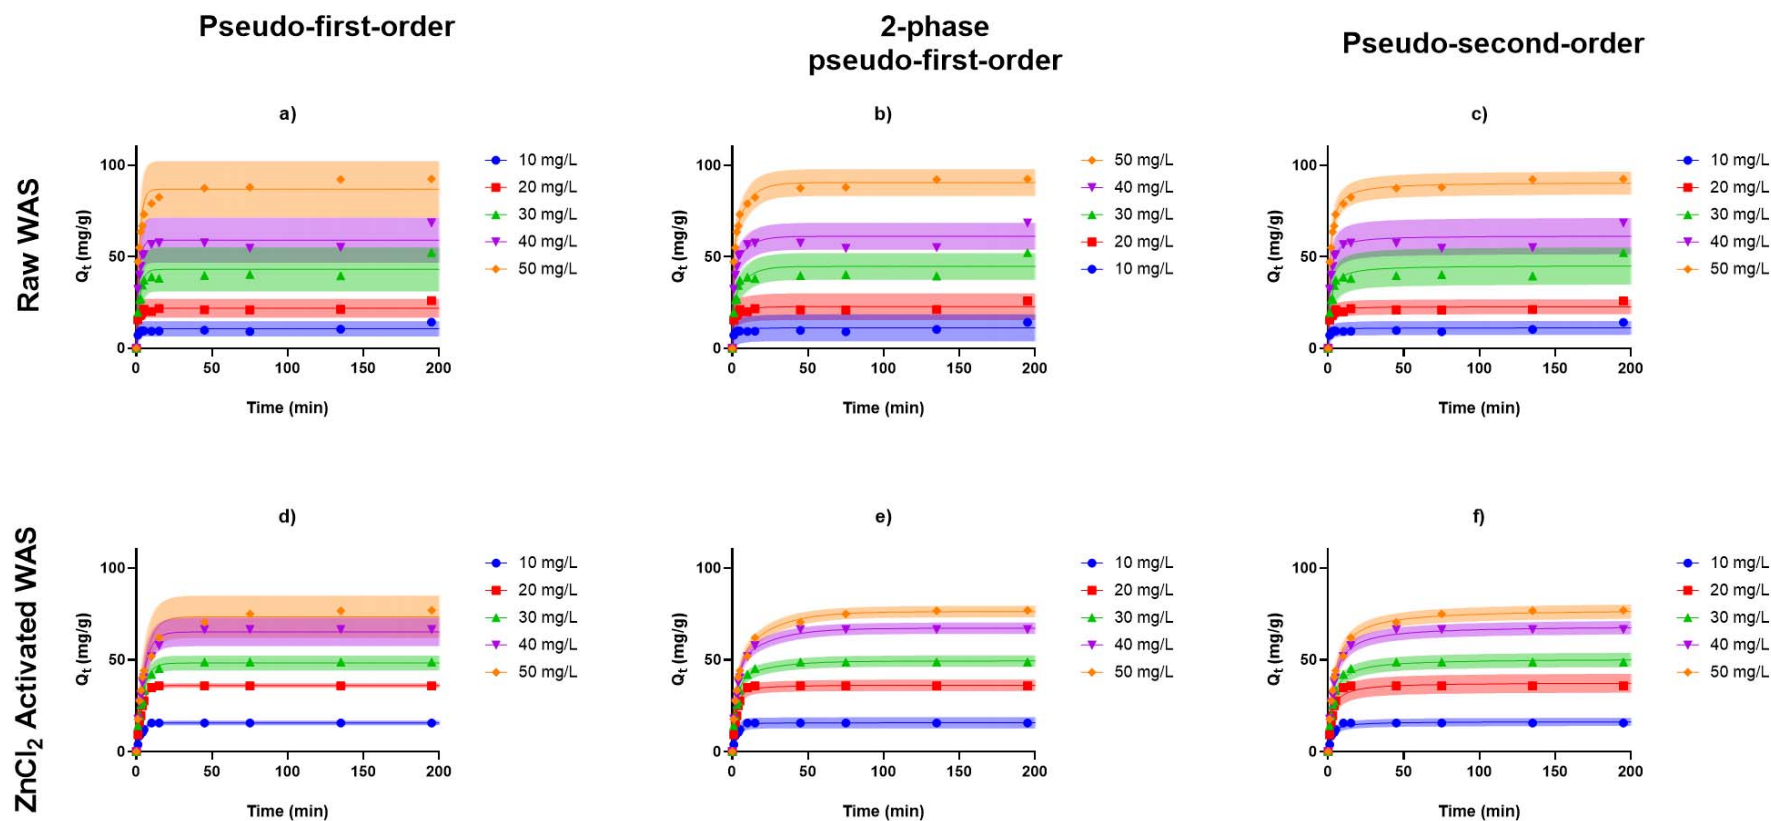 Pseudo-first-order
2-phase
pseudo-first-order
Pseudo-second-order
Raw WAS
a)
Qt (mg/g)
100
50
0
0 50 100 150 200
Time (min)
10 mg/L
20 mg/L
30 mg/L
40 mg/L
50 mg/L
b)
Qt (mg/g)
100
50
0
0 50 100 150 200
Time (min)
50 mg/L
40 mg/L
30 mg/L
20 mg/L
10 mg/L
c)
Qt (mg/g)
100
50
0
0 50 100 150 200
Time (min)
10 mg/L
20 mg/L
30 mg/L
40 mg/L
50 mg/L
ZnCl2 Activated WAS
d)
Qt (mg/g)
100
50
0
0 50 100 150 200
Time (min)
10 mg/L
20 mg/L
30 mg/L
40 mg/L
50 mg/L
e)
Qt (mg/g)
100
50
0
0 50 100 150 200
Time (min)
10 mg/L
20 mg/L
30 mg/L
40 mg/L
50 mg/L
f)
Qt (mg/g)
100
50
0
0 50 100 150 200
Time (min)
10 mg/L
20 mg/L
30 mg/L
40 mg/L
50 mg/L